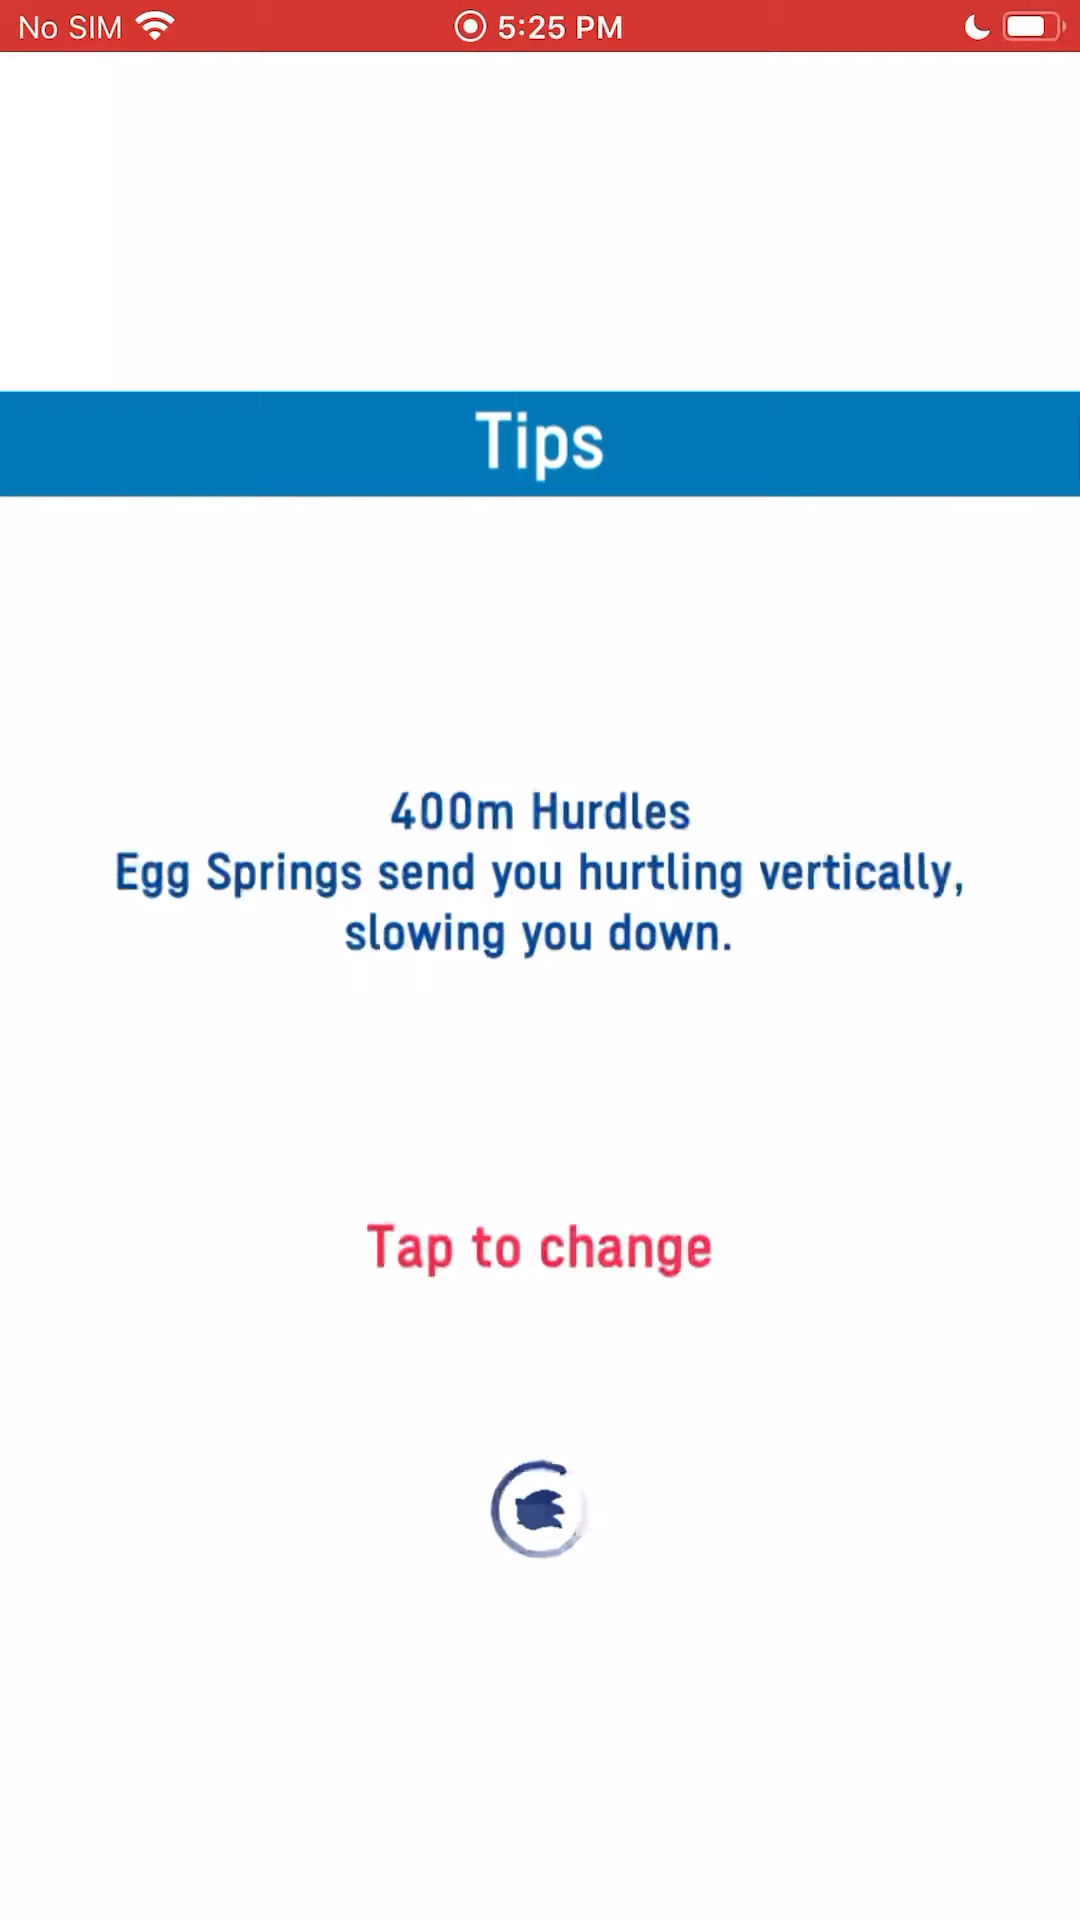 No SIM 5:25 PM
Tips
400m Hurdles
Egg Springs send you hurtling vertically,
slowing you down.
Tap to change